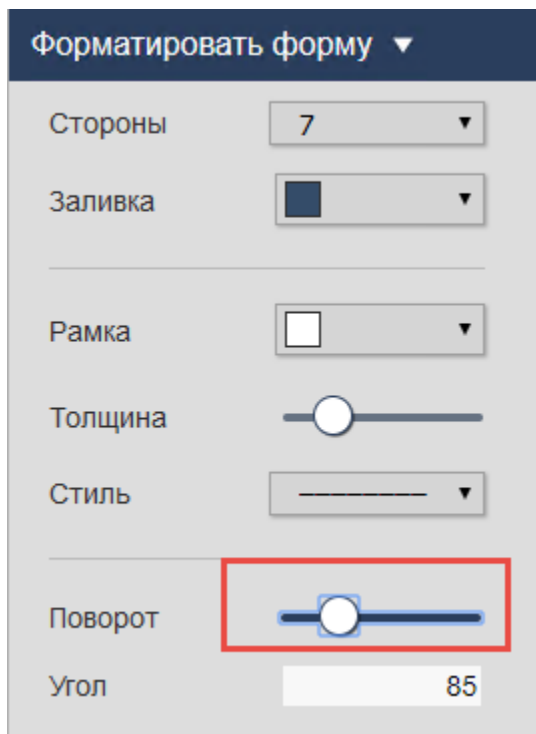 Форматировать форму
Стороны 7
Заливка
Рамка
Толщина
Стиль
Поворот
Угол 85